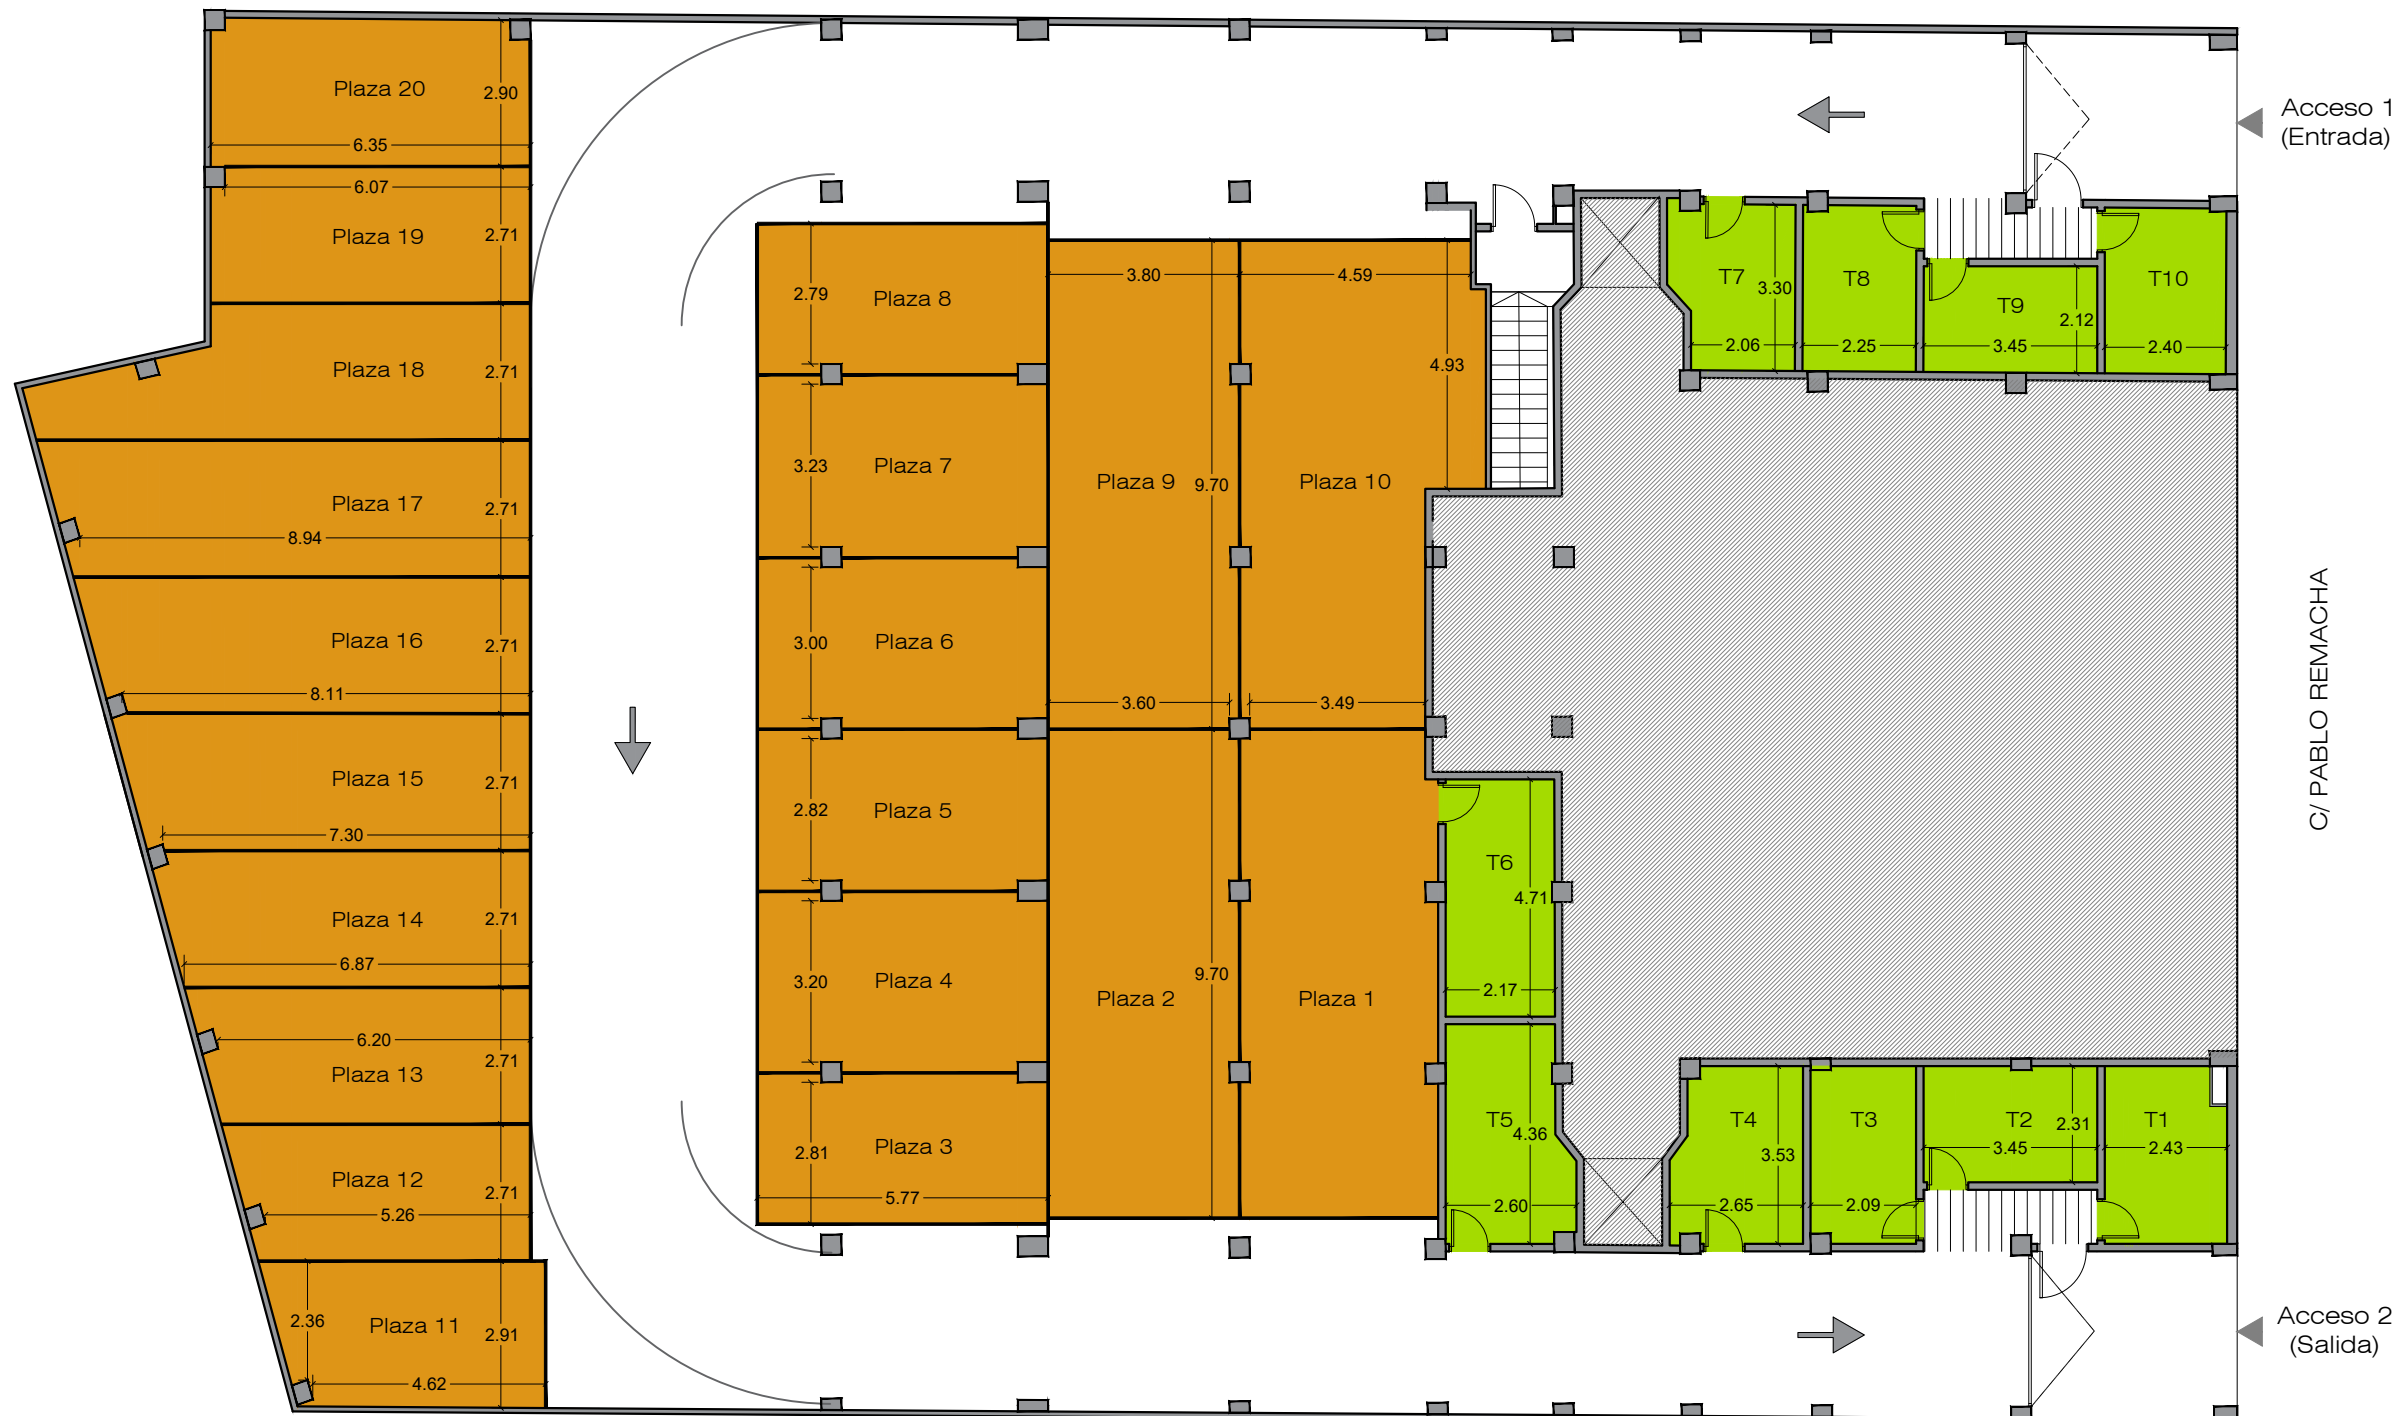 Plaza 20
2.90
6.35
6.07
Plaza 19
2.71
Plaza 18
2.71
Plaza 17
2.71
8.94
Plaza 16
2.71
8.11
Plaza 15
2.71
7.30
Plaza 14
2.71
6.87
6.20
2.71
Plaza 13
Plaza 12
2.71
5.26
2.36
Plaza 11
2.91
4.62
2.79
Plaza 8
3.23
Plaza 7
3.00
Plaza 6
2.82
Plaza 5
3.20
Plaza 4
2.81
Plaza 3
5.77
3.80
4.59
4.93
Plaza 9
9.70
Plaza 10
3.60
3.49
9.70
Plaza 2
Plaza 1
T7
3.30
2.06
T8
2.25
T9
2.12
3.45
T10
2.40
T6
4.71
2.17
T5
4.36
2.60
T4
3.53
2.65
T3
2.09
T2
2.31
3.45
T1
2.43
Acceso 1
(Entrada)
C/ PABLO REMACHA
Acceso 2
(Salida)